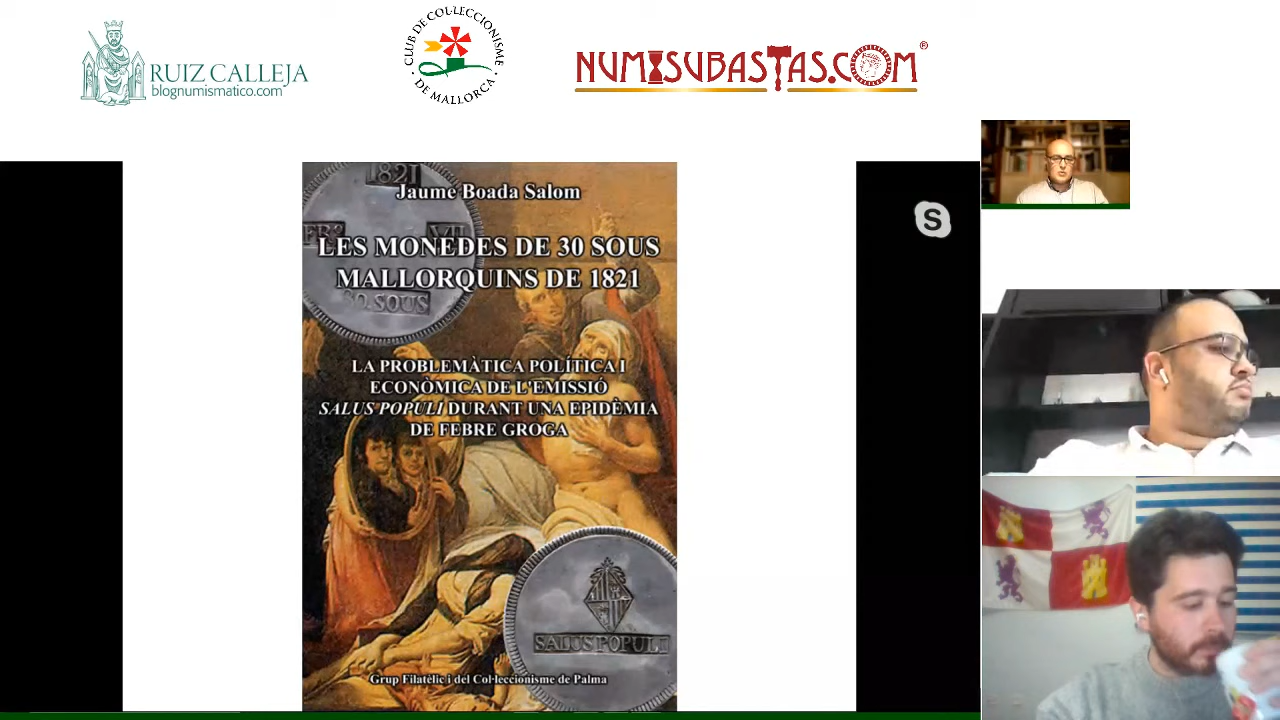 RUIZ CALLEJA
blognumismatico.com
CLUB DE COL·LECCIONISME
DE MALLORCA
NUMISUBASTAS.COM®
1821
Jaume Boada Salom
FRº VII
LES MONEDES DE 30 SOUS
MALLORQUINS DE 1821
30. SOUS
LA PROBLEMÀTICA POLÍTICA I
ECONÒMICA DE L'EMISSIÓ
SALUS POPULI DURANT UNA EPIDÈMIA
DE FEBRE GROGA
SALUS POPULI
Grup Filatèlic i del Col·leccionisme de Palma
S